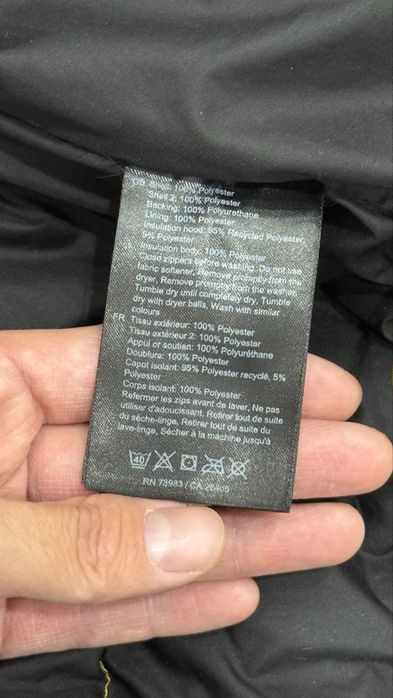 GB Shell: 100% Polyester
Shell 2: 100% Polyester
Backing: 100% Polyurethane
Lining: 100% Polyester
Insulation hood: 95% Recycled Polyester,
5% Polyester
Insulation body: 100% Polyester
Close zippers before washing. Do not use
fabric softener, Remove promptly from the
dryer, Remove promptly from the washer,
Tumble dry until completely dry, Tumble
dry with dryer balls, Wash with similar
colours
FR Tissu extérieur: 100% Polyester
Tissu extérieur 2: 100% Polyester
Appui or soutien: 100% Polyuréthane
Doublura: 100% Polyester
Capot isolant: 95% Polyester recyclé, 5%
Polyester
Corps isolant: 100% Polyester
Refermer les zips avant de laver, Ne pas
utiliser d'adoucissant, Retirer tout de suite
du sèche-linge, Retirer tout de suite du
lave-linge, Sécher à la machine jusqu'à
40
RN 73983 / CA 26405